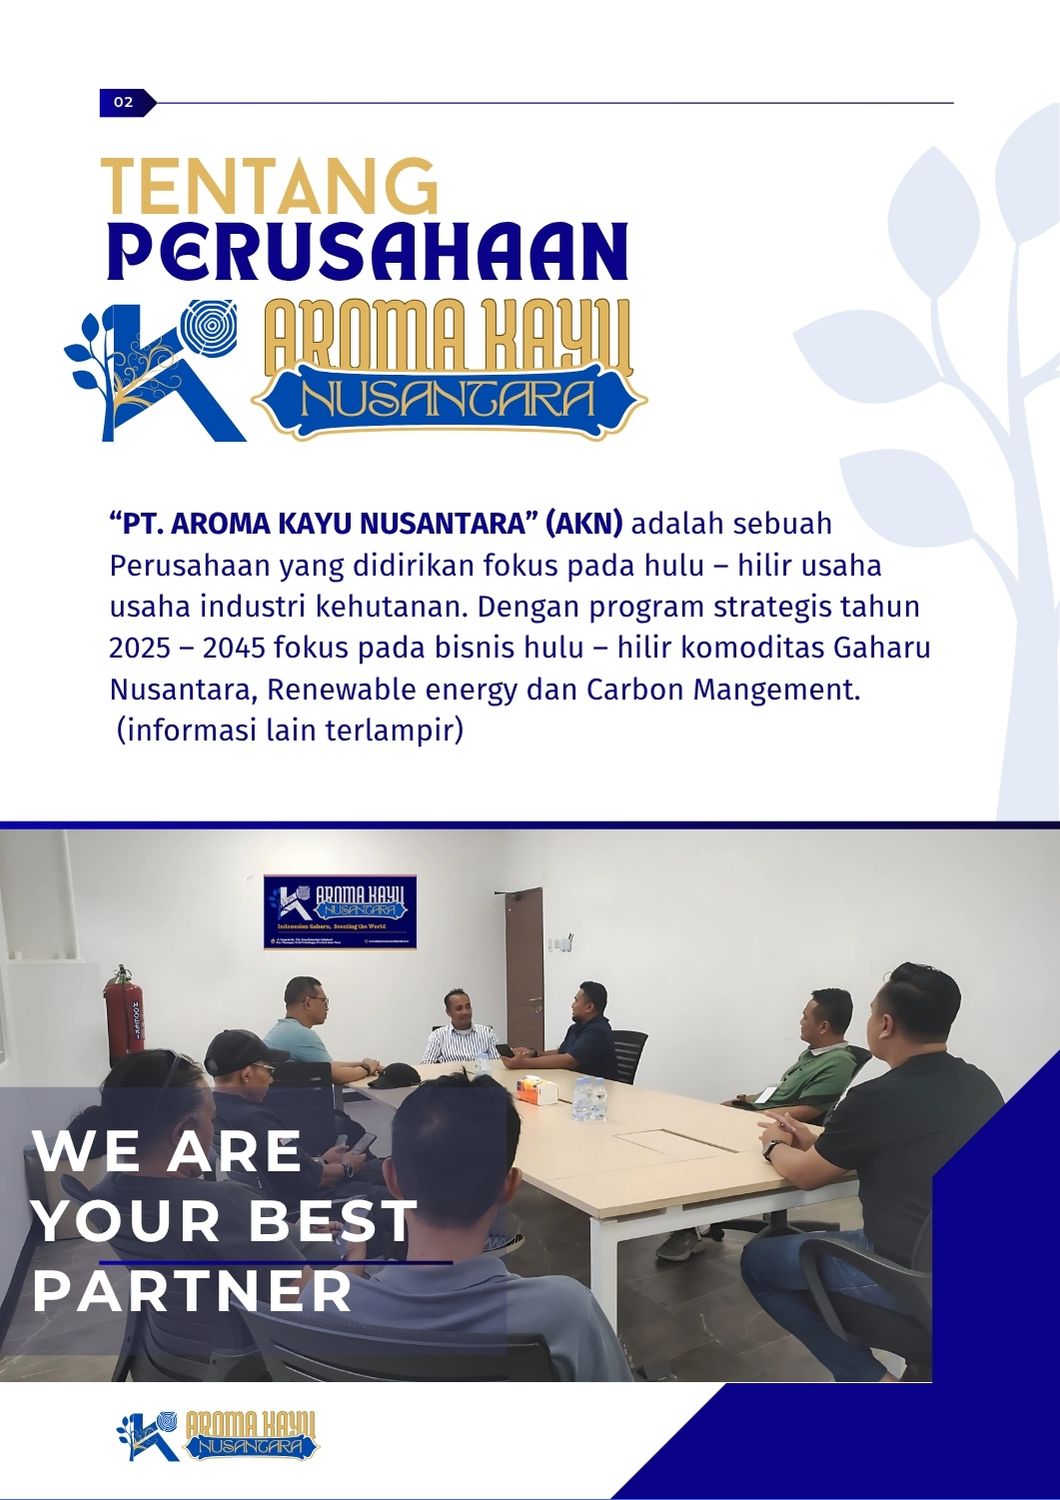 02
TENTANG
PERUSAHAAN
AROMA KAYU
NUSANTARA
“PT. AROMA KAYU NUSANTARA” (AKN) adalah sebuah
Perusahaan yang didirikan fokus pada hulu – hilir usaha
usaha industri kehutanan. Dengan program strategis tahun
2025 – 2045 fokus pada bisnis hulu – hilir komoditas Gaharu
Nusantara, Renewable energy dan Carbon Mangement.
(informasi lain terlampir)
AROMA KAYU
NUSANTARA
Indonesian Gaharu, Scenting the World
WE ARE
YOUR BEST
PARTNER
AROMA KAYU
NUSANTARA